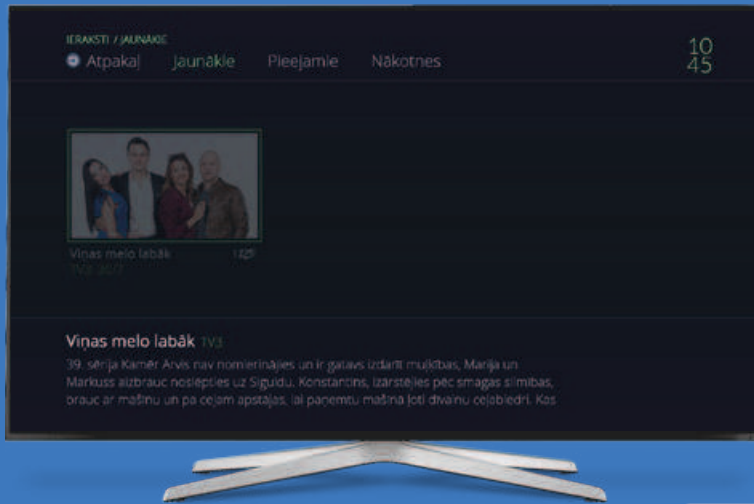 IERAKSTI / JAUNĀKIE
Atpakaļ Jaunākie Pieejamie Nākotnes
10
45
Viņas melo labāk
TV3
Viņas melo labāk TV3
39. sērija Kamēr Arvis nav nomierinājies un ir gatavs izdarīt muļķības, Marija un
Markuss aizbrauc noslēpties uz Siguldu. Konstantīns, izārstējies pēc smagas slimības,
brauc ar mašīnu un pa ceļam apstājas, lai paņemtu mašīnā ļoti dīvainu ceļabiedri. Kas